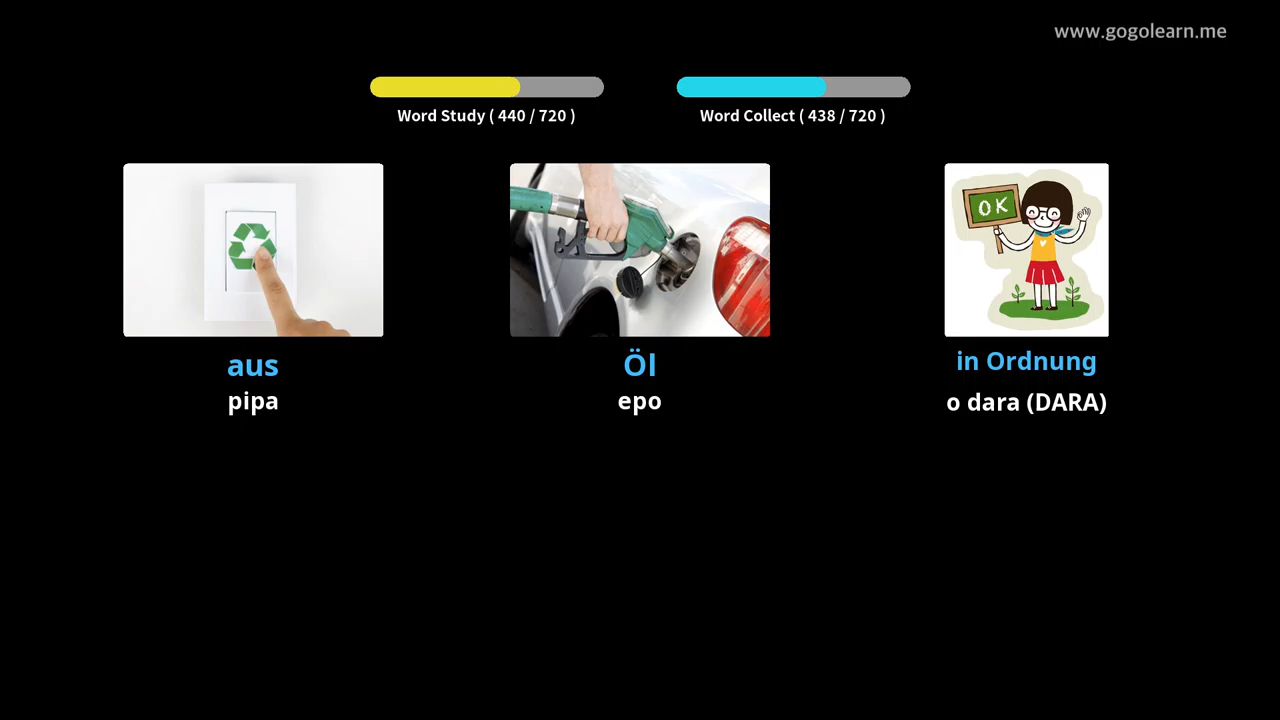 www.gogolearn.me
Word Study ( 440 / 720 )
Word Collect ( 438 / 720 )
OK
aus
Öl
in Ordnung
pipa
epo
o dara (DARA)